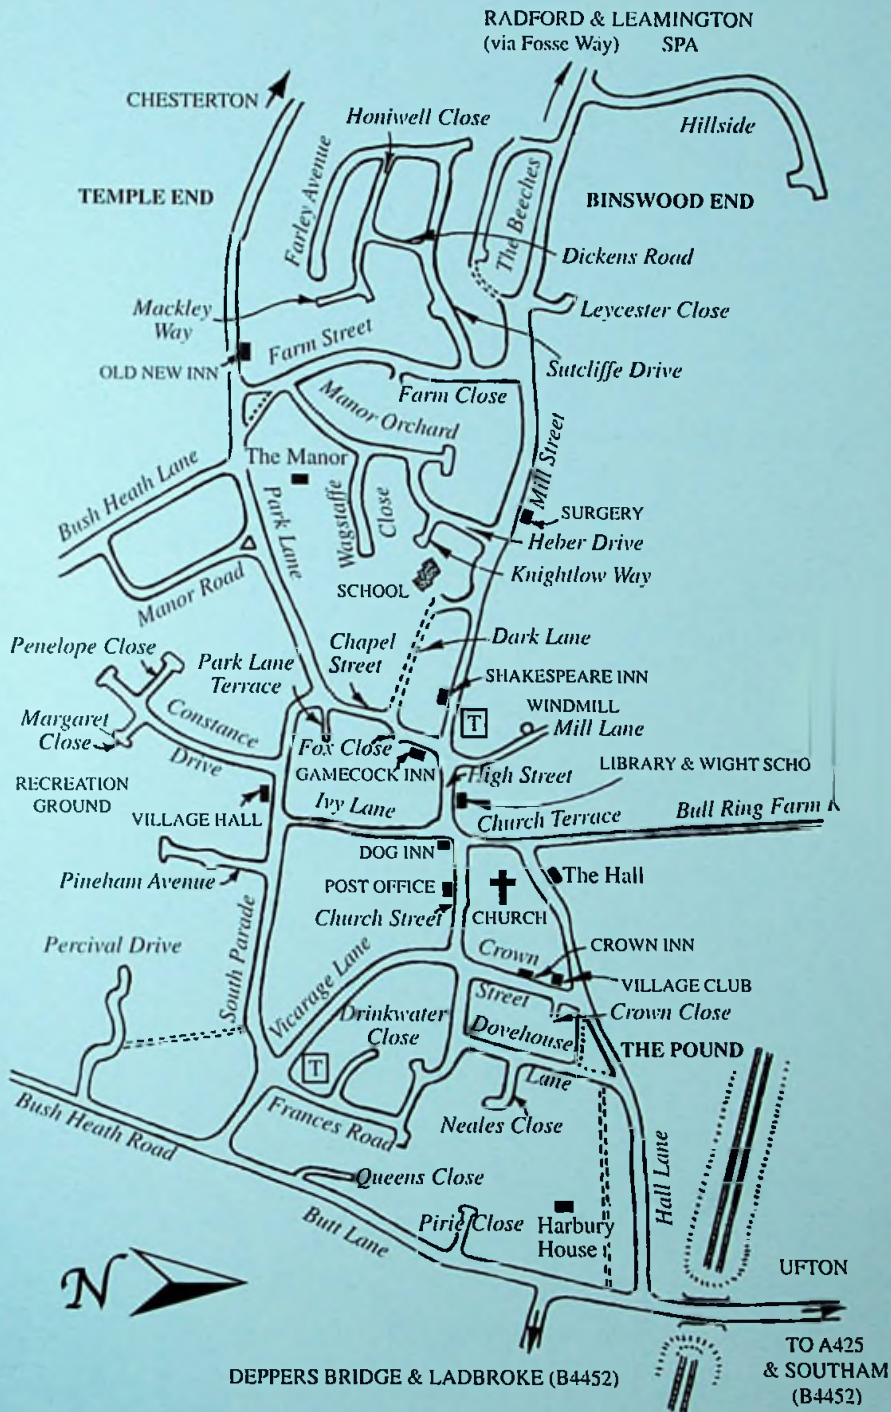 RADFORD & LEAMINGTON
(via Fosse Way) SPA
CHESTERTON
Honiwell Close
Hillside
Farley Avenue
The Beeches
TEMPLE END
BINSWOOD END
Dickens Road
Mackley
Way
Leycester Close
Farm Street
OLD NEW INN
Sutcliffe Drive
Farm Close
Manor Orchard
Mill Street
The Manor
Bush Heath Lane
Park Lane
Wagstaffe
Close
SURGERY
Heber Drive
Knightlow Way
SCHOOL
Manor Road
Dark Lane
Chapel
Street
Penelope Close
Park Lane
Terrace
SHAKESPEARE INN
T
WINDMILL
Mill Lane
Margaret
Close
Constance
Drive
Fox Close
GAMECOCK INN
High Street
LIBRARY & WIGHT SCHO
RECREATION
GROUND
VILLAGE HALL
Ivy Lane
Church Terrace
Bull Ring Farm
DOG INN
Pineham Avenue
POST OFFICE
The Hall
Church Street
CHURCH
Percival Drive
South Parade
Vicarage Lane
Crown
Street
CROWN INN
VILLAGE CLUB
Drinkwater
Close
Crown Close
Dovehouse
Lane
THE POUND
T
Frances Road
Neales Close
Bush Heath Road
Queens Close
Hall Lane
Butt Lane
Pirie Close
Harbury
House
N
UFTON
TO A425
& SOUTHAM
(B4452)
DEPPERS BRIDGE & LADBROKE (B4452)